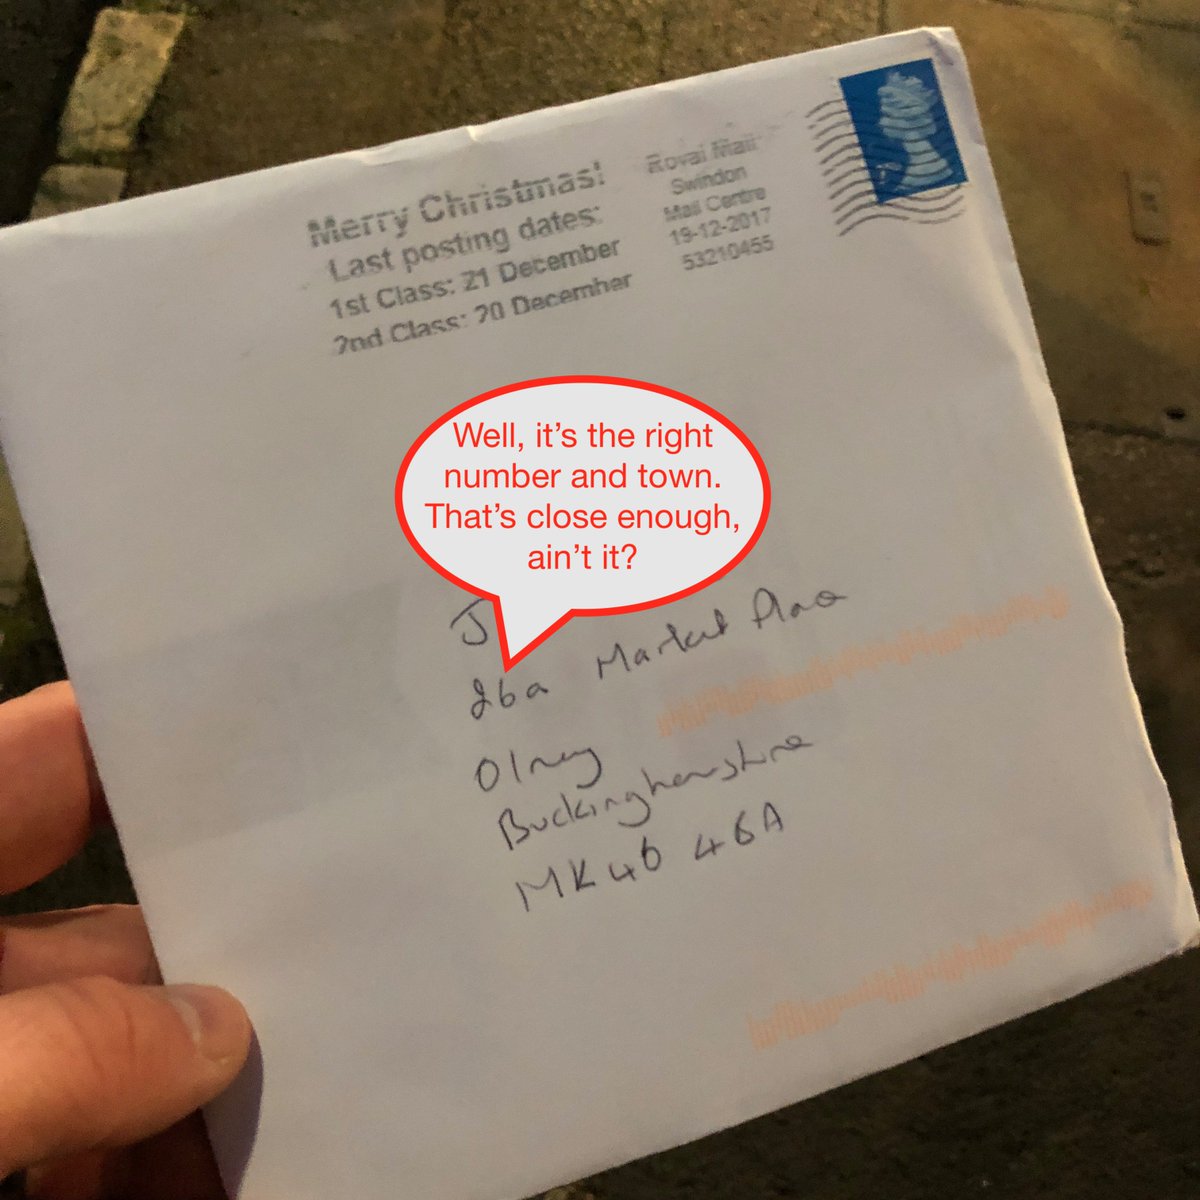 Merry Christmas!
Last posting dates:
1st Class: 21 December
2nd Class: 20 December
Royal Mail
Swindon
Mail Centre
19-12-2017
53210455
Well, it’s the right
number and town.
That’s close enough,
ain’t it?
J
26a Market Place
Olney
Buckinghamshire
MK46 46A